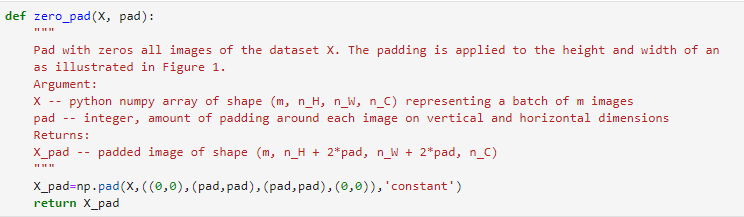 def zero_pad(X, pad):
"""
Pad with zeros all images of the dataset X. The padding is applied to the height and width of an
as illustrated in Figure 1.
Argument:
X -- python numpy array of shape (m, n_H, n_W, n_C) representing a batch of m images
pad -- integer, amount of padding around each image on vertical and horizontal dimensions
Returns:
X_pad -- padded image of shape (m, n_H + 2*pad, n_W + 2*pad, n_C)
"""
X_pad=np.pad(X,((0,0),(pad,pad),(pad,pad),(0,0)),'constant')
return X_pad